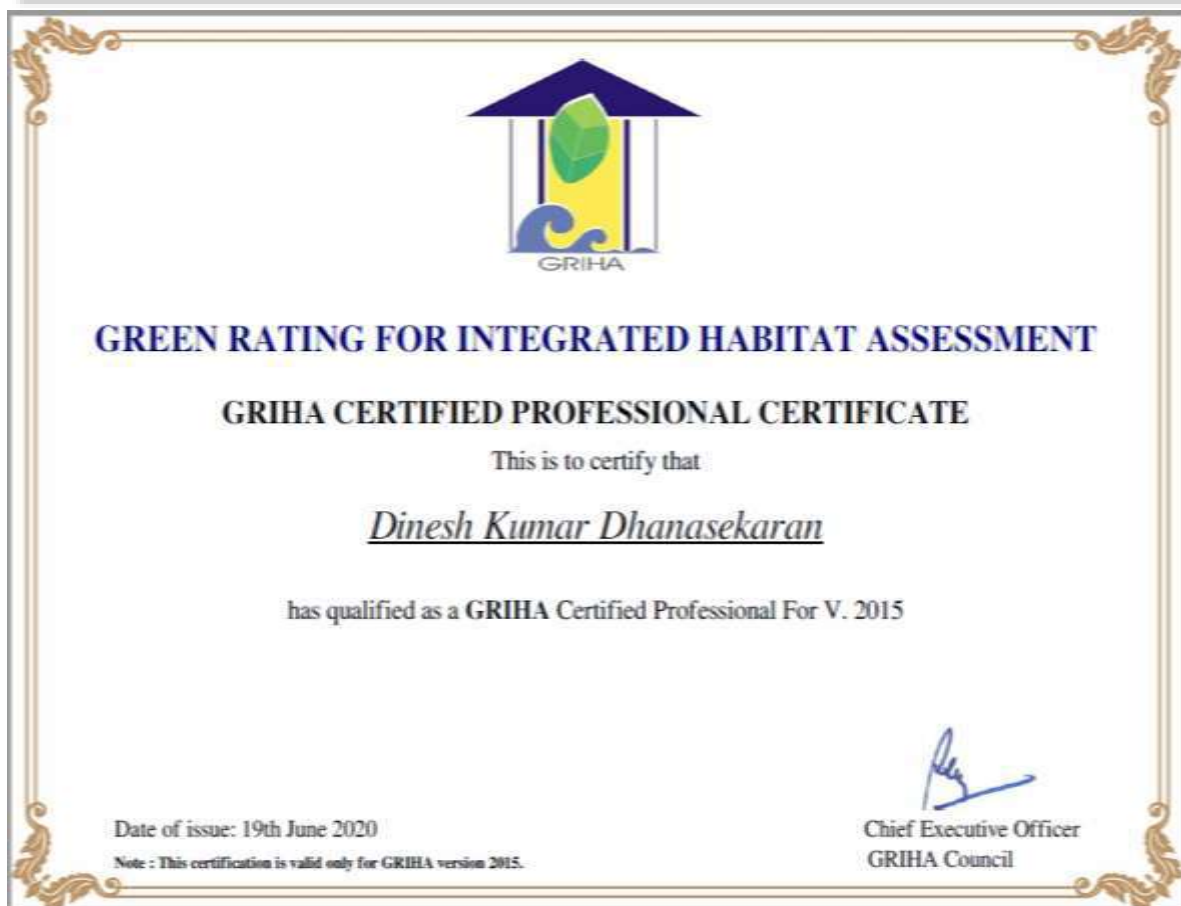 GRIHA
GREEN RATING FOR INTEGRATED HABITAT ASSESSMENT
GRIHA CERTIFIED PROFESSIONAL CERTIFICATE
This is to certify that
Dinesh Kumar Dhanasekaran
has qualified as a GRIHA Certified Professional For V. 2015
Date of issue: 19th June 2020
Note : This certification is valid only for GRIHA version 2015.
Chief Executive Officer
GRIHA Council